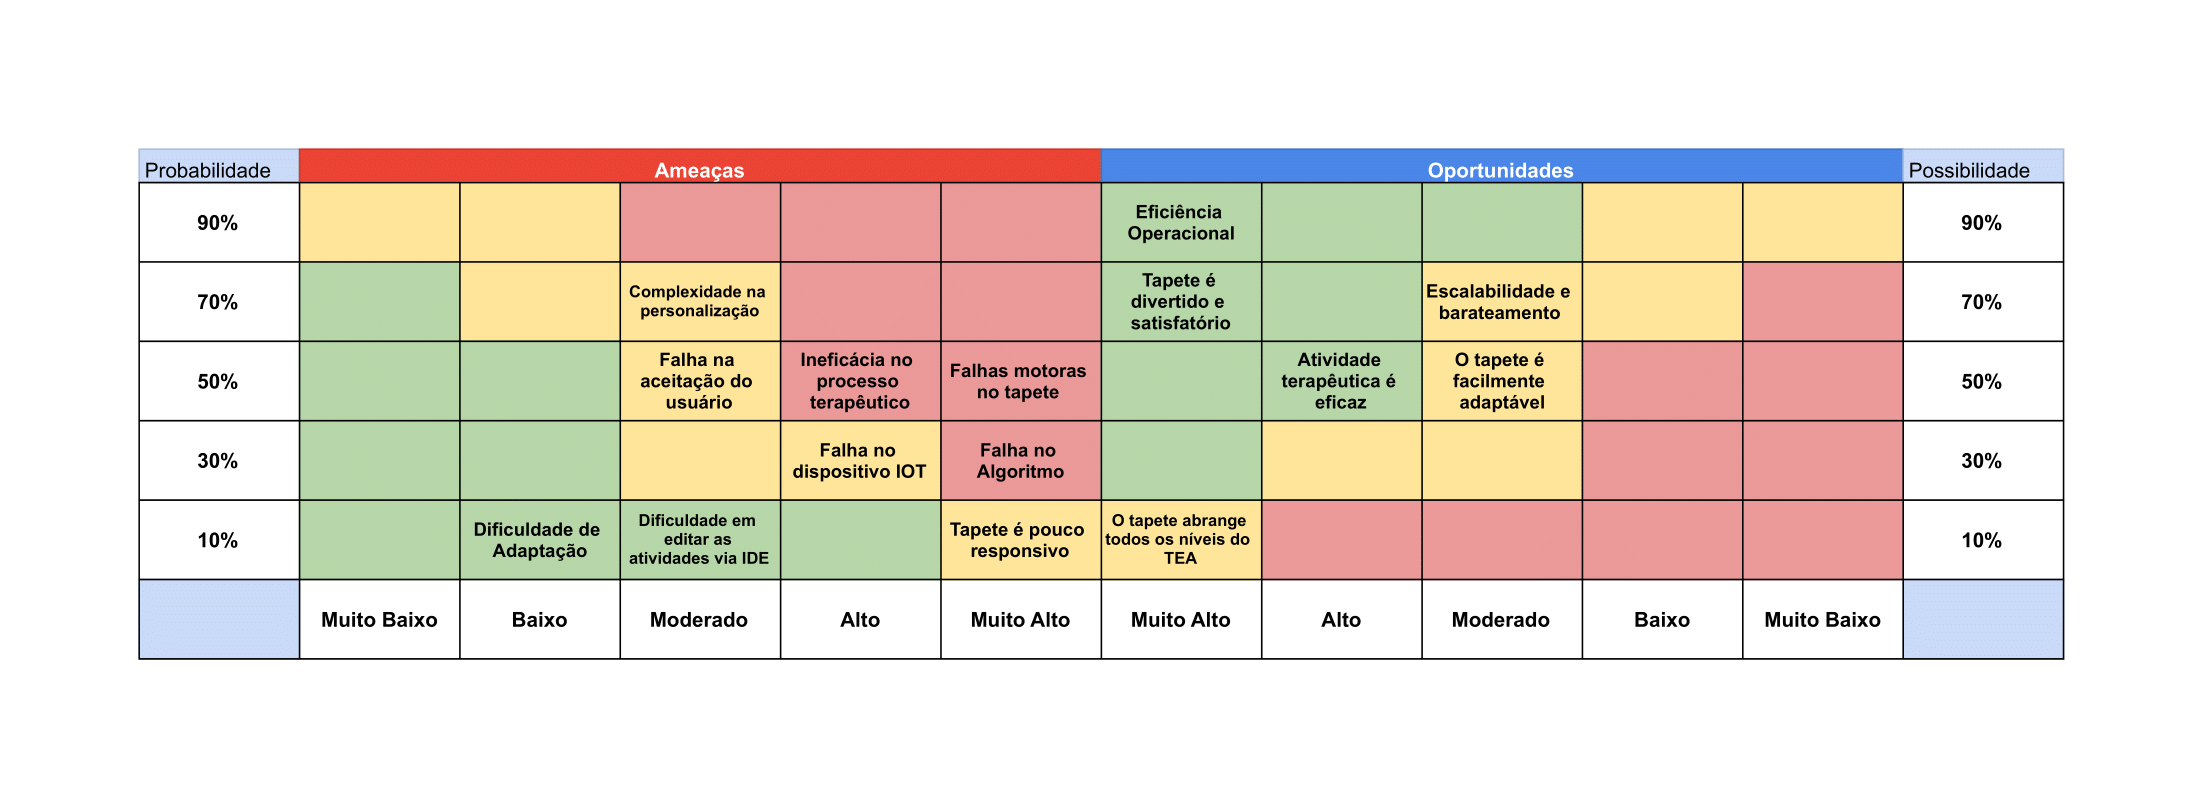 Probabilidade
Ameaças
Oportunidades
Possibilidade
90%
Eficiência
Operacional
90%
70%
Complexidade na
personalização
Tapete é
divertido e
satisfatório
Escalabilidade e
barateamento
70%
50%
Falha na
aceitação do
usuário
Ineficácia no
processo
terapêutico
Falhas motoras
no tapete
Atividade
terapêutica é
eficaz
O tapete é
facilmente
adaptável
50%
30%
Falha no
dispositivo IOT
Falha no
Algoritmo
30%
10%
Dificuldade de
Adaptação
Dificuldade em
editar as
atividades via IDE
Tapete é pouco
responsivo
O tapete abrange
todos os níveis do
TEA
10%
Muito Baixo
Baixo
Moderado
Alto
Muito Alto
Muito Alto
Alto
Moderado
Baixo
Muito Baixo